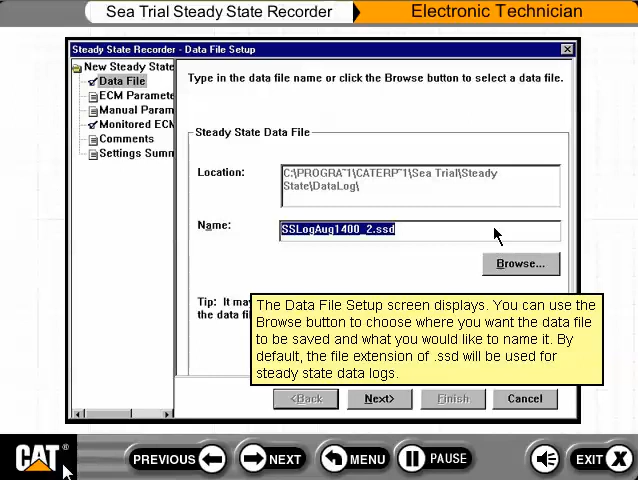 Sea Trial Steady State Recorder
Electronic Technician
Steady State Recorder - Data File Setup
New Steady State
Data File
ECM Paramete
Manual Param
Monitored ECM
Comments
Settings Summ
Type in the data file name or click the Browse button to select a data file.
Steady State Data File
Location:
C:\PROGRA~1\CATERP~1\Sea Trial\Steady
State\DataLog\
Name:
SSLogAug1400_2.ssd
Browse...
Tip: It may
the data fil
The Data File Setup screen displays. You can use the
Browse button to choose where you want the data file
to be saved and what you would like to name it. By
default, the file extension of .ssd will be used for
steady state data logs.
<Back
Next>
Finish
Cancel
CAT®
PREVIOUS
NEXT
MENU
PAUSE
EXIT